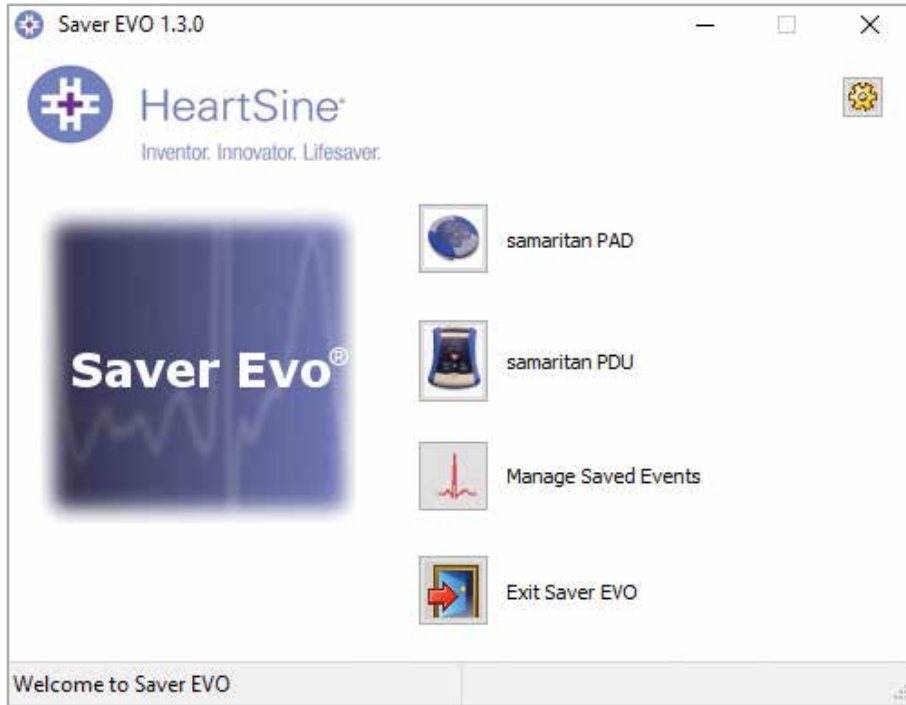 Saver EVO 1.3.0
HeartSine®
Inventor. Innovator. Lifesaver.
samaritan PAD
Saver Evo®
samaritan PDU
Manage Saved Events
Exit Saver EVO
Welcome to Saver EVO